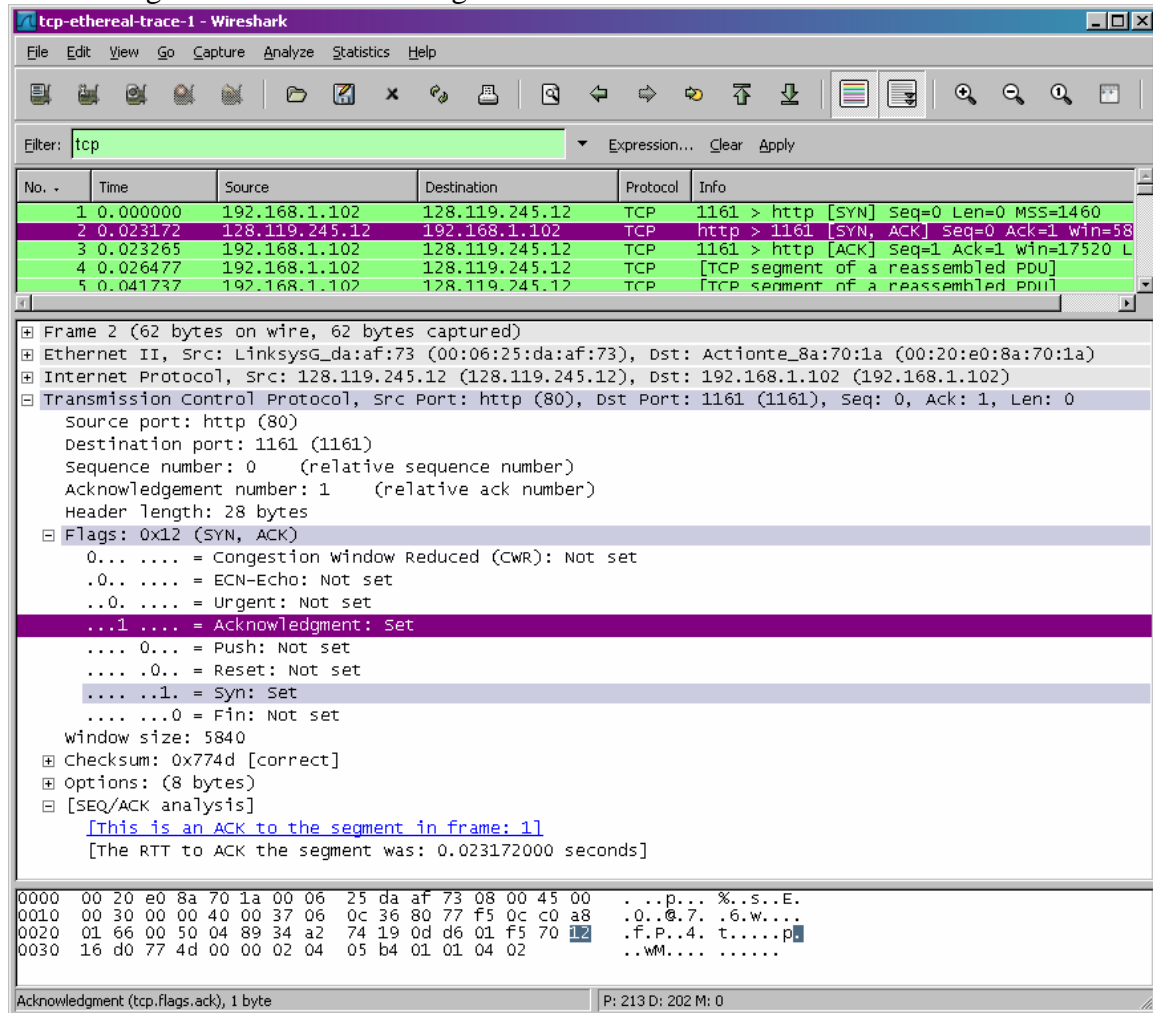 tcp-ethereal-trace-1 - Wireshark
File Edit View Go Capture Analyze Statistics Help
Filter: tcp Expression... Clear Apply
No. Time Source Destination Protocol Info
1 0.000000 192.168.1.102 128.119.245.12 TCP 1161 > http [SYN] Seq=0 Len=0 MSS=1460
2 0.023172 128.119.245.12 192.168.1.102 TCP http > 1161 [SYN, ACK] Seq=0 Ack=1 Win=58
3 0.023265 192.168.1.102 128.119.245.12 TCP 1161 > http [ACK] Seq=1 Ack=1 Win=17520 L
4 0.026477 192.168.1.102 128.119.245.12 TCP [TCP segment of a reassembled PDU]
5 0.041737 192.168.1.102 128.119.245.12 TCP [TCP segment of a reassembled PDU]
Frame 2 (62 bytes on wire, 62 bytes captured)
Ethernet II, Src: LinksysG_da:af:73 (00:06:25:da:af:73), Dst: Actionte_8a:70:1a (00:20:e0:8a:70:1a)
Internet Protocol, Src: 128.119.245.12 (128.119.245.12), Dst: 192.168.1.102 (192.168.1.102)
Transmission Control Protocol, Src Port: http (80), Dst Port: 1161 (1161), Seq: 0, Ack: 1, Len: 0
Source port: http (80)
Destination port: 1161 (1161)
Sequence number: 0 (relative sequence number)
Acknowledgement number: 1 (relative ack number)
Header length: 28 bytes
Flags: 0x12 (SYN, ACK)
0... .... = Congestion Window Reduced (CWR): Not set
.0.. .... = ECN-Echo: Not set
..0. .... = Urgent: Not set
...1 .... = Acknowledgment: Set
.... 0... = Push: Not set
.... .0.. = Reset: Not set
.... ..1. = Syn: Set
.... ...0 = Fin: Not set
Window size: 5840
Checksum: 0x774d [correct]
Options: (8 bytes)
[SEQ/ACK analysis]
[This is an ACK to the segment in frame: 1]
[The RTT to ACK the segment was: 0.023172000 seconds]
0000 00 20 e0 8a 70 1a 00 06 25 da af 73 08 00 45 00 . ..p... %..s..E.
0010 00 30 00 00 40 00 37 06 0c 36 80 77 f5 0c c0 a8 .0..@.7. .6.w....
0020 01 66 00 50 04 89 34 a2 74 19 0d d6 01 f5 70 12 .f.P..4. t.....p.
0030 16 d0 77 4d 00 00 02 04 05 b4 01 01 04 02 ..wM.... ......
Acknowledgment (tcp.flags.ack), 1 byte P: 213 D: 202 M: 0